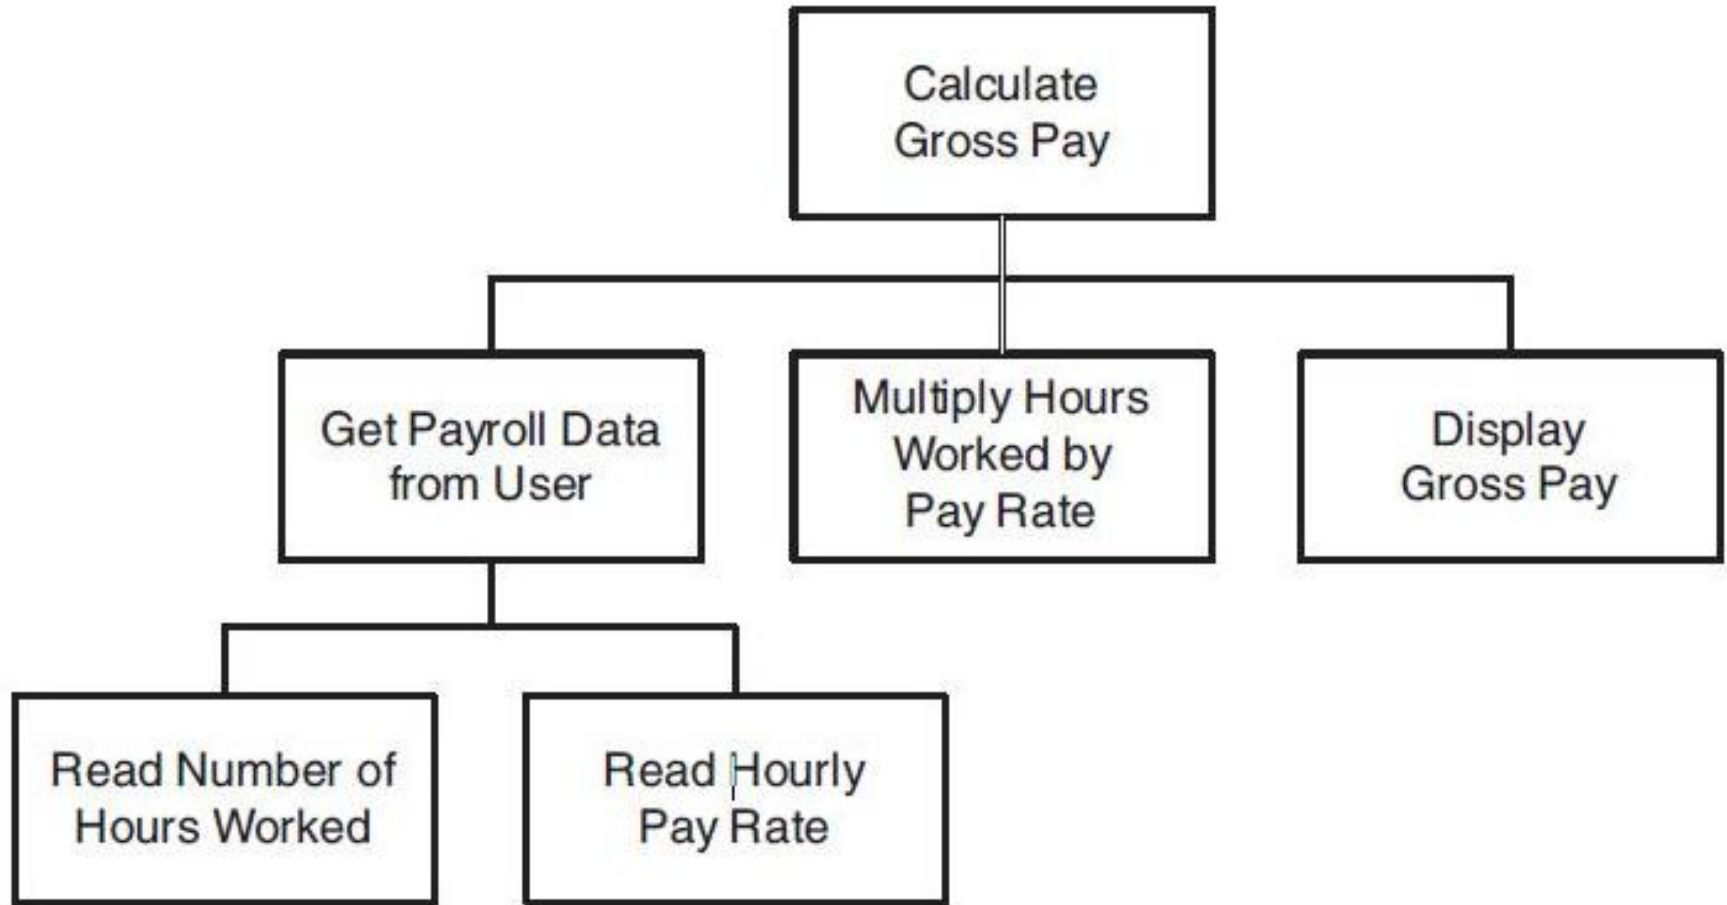 Calculate
Gross Pay
Get Payroll Data
from User
Multiply Hours
Worked by
Pay Rate
Display
Gross Pay
Read Number of
Hours Worked
Read Hourly
Pay Rate